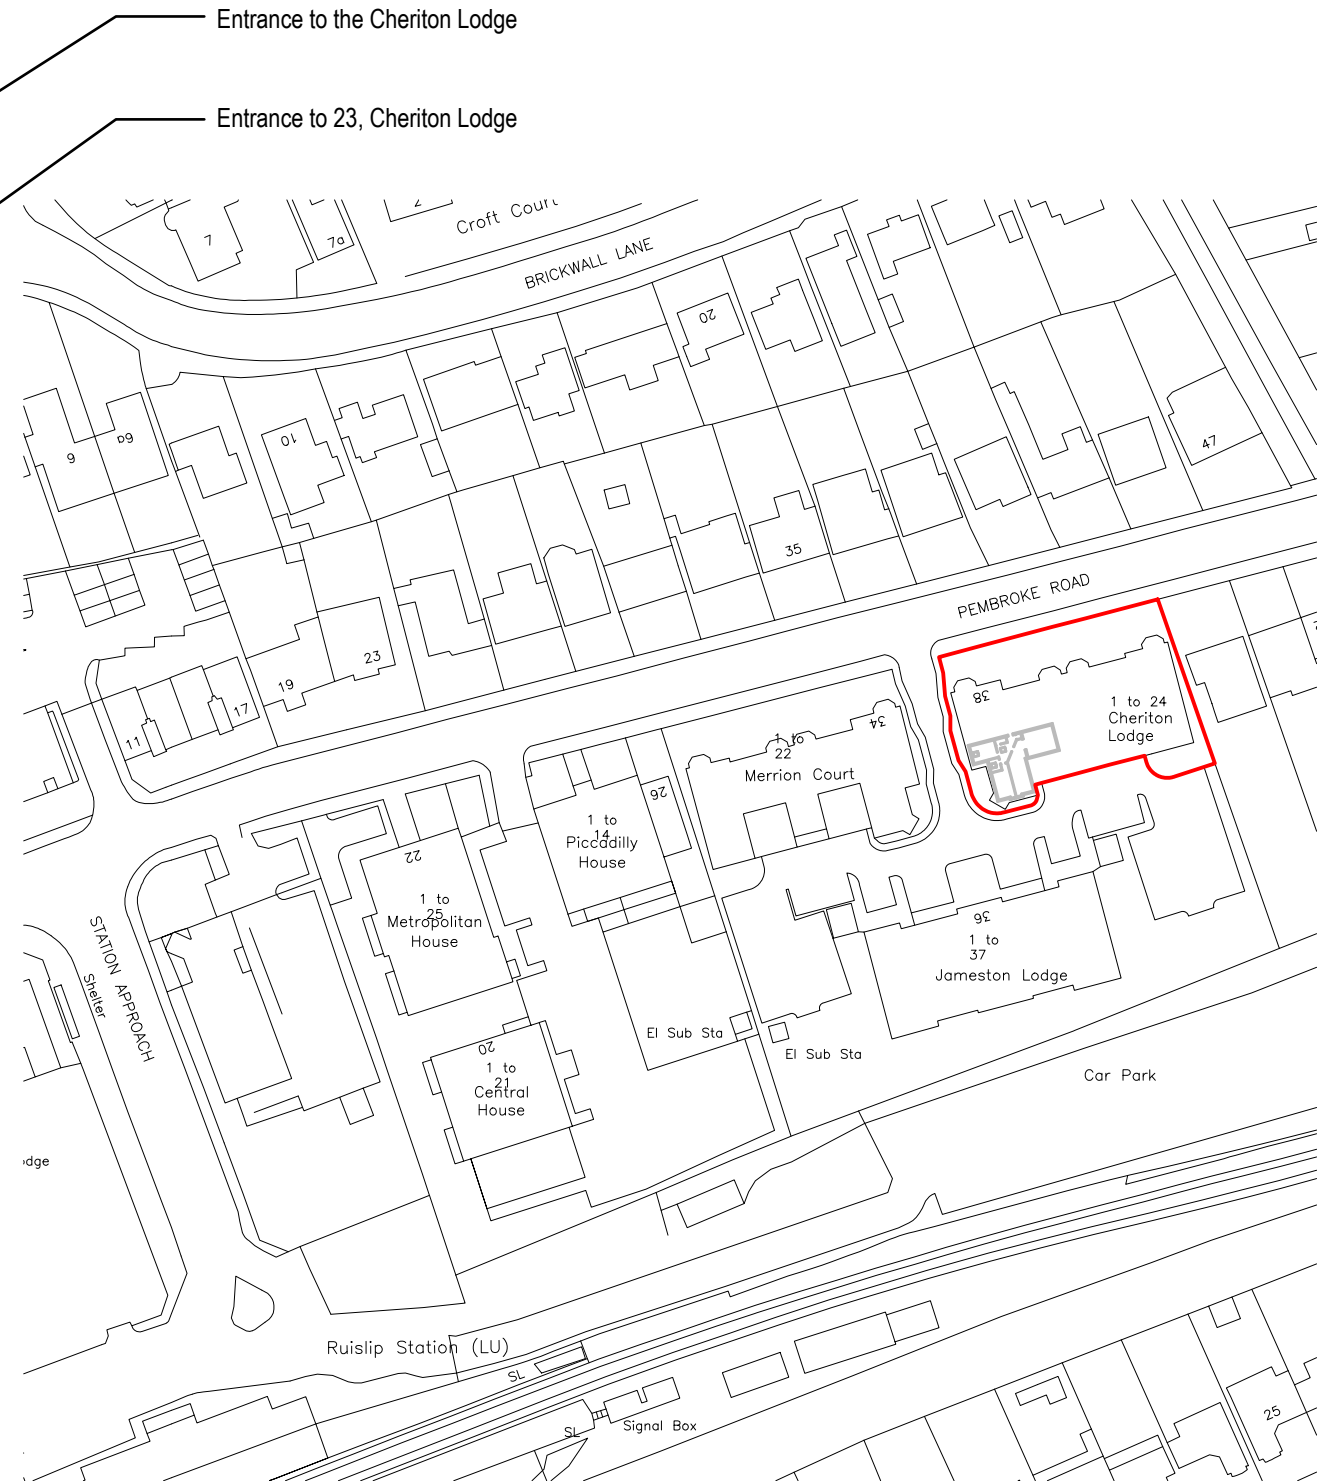 Entrance to the Cheriton Lodge
Entrance to 23, Cheriton Lodge
7
7a
2
Croft Court
BRICKWALL LANE
20
9
9a
10
47
35
PEMBROKE ROAD
23
19
17
11
38
1 to 24
Cheriton
Lodge
34
1 to
22
Merrion Court
26
1 to
14
Piccadilly
House
22
1 to
25
Metropolitan
House
36
1 to
37
Jameston Lodge
STATION APPROACH
Shelter
El Sub Sta
El Sub Sta
20
1 to
21
Central
House
Car Park
dge
Ruislip Station (LU)
SL
SL
Signal Box
25